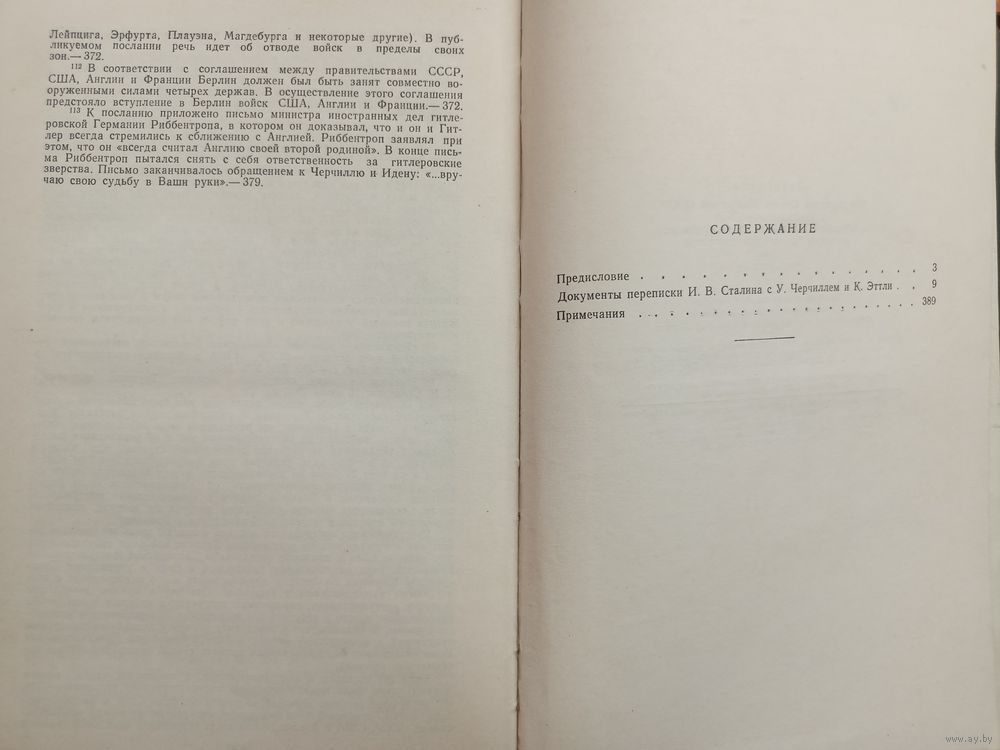 Лейпцига, Эрфурта, Плауэна, Магдебурга и некоторые другие). В пуб-
ликуемом послании речь идет об отводе войск в пределы своих
зон.— 372.
¹¹² В соответствии с соглашением между правительствами СССР,
США, Англии и Франции Берлин должен был быть занят совместно во-
оруженными силами четырех держав. В осуществление этого соглашения
предстояло вступление в Берлин войск США, Англии и Франции.— 372.
¹¹³ К посланию приложено письмо министра иностранных дел гитле-
ровской Германии Риббентропа, в котором он доказывал, что и он и Гит-
лер всегда стремились к сближению с Англией. Риббентроп заявлял при
этом, что он «всегда считал Англию своей второй родиной». В конце пись-
ма Риббентроп пытался снять с себя ответственность за гитлеровские
зверства. Письмо заканчивалось обращением к Черчиллю и Идену: «...вру-
чаю свою судьбу в Ваши руки».— 379.
СОДЕРЖАНИЕ
Предисловие . . . . . . . . . . . . . . . . 3
Документы переписки И. В. Сталина с У. Черчиллем и К. Эттли . . 9
Примечания . . . . . . . . . . . . . . . . 389
www.ay.by